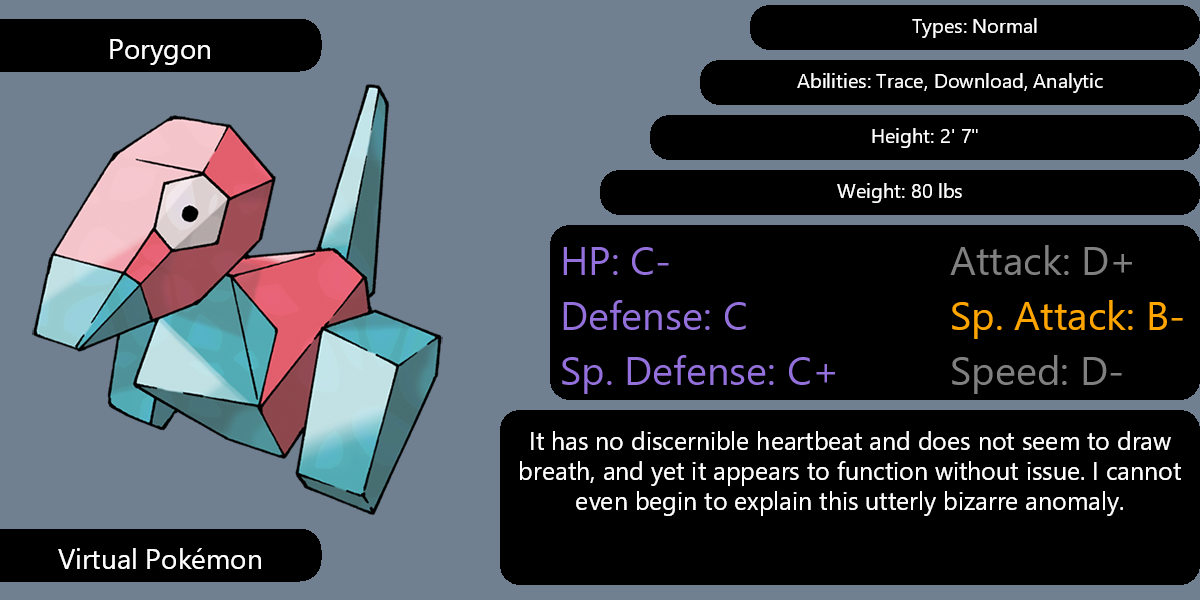 Porygon
Types: Normal
Abilities: Trace, Download, Analytic
Height: 2' 7"
Weight: 80 lbs
HP: C-
Attack: D+
Defense: C
Sp. Attack: B-
Sp. Defense: C+
Speed: D-
It has no discernible heartbeat and does not seem to draw
breath, and yet it appears to function without issue. I cannot
even begin to explain this utterly bizarre anomaly.
Virtual Pokémon